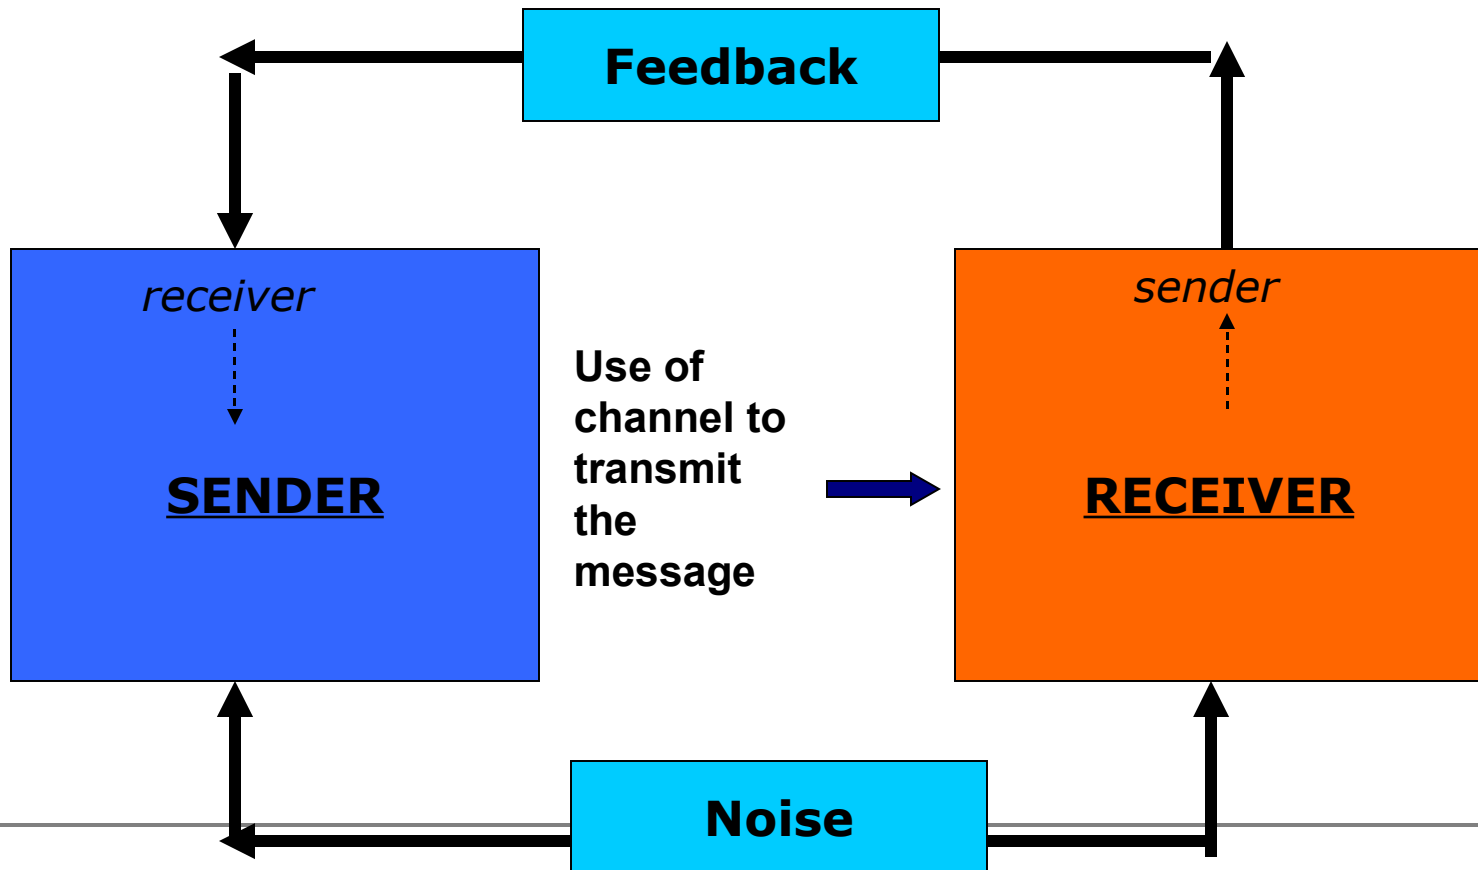 Feedback
receiver
sender
Use of
channel to
transmit
the
message
SENDER
RECEIVER
Noise